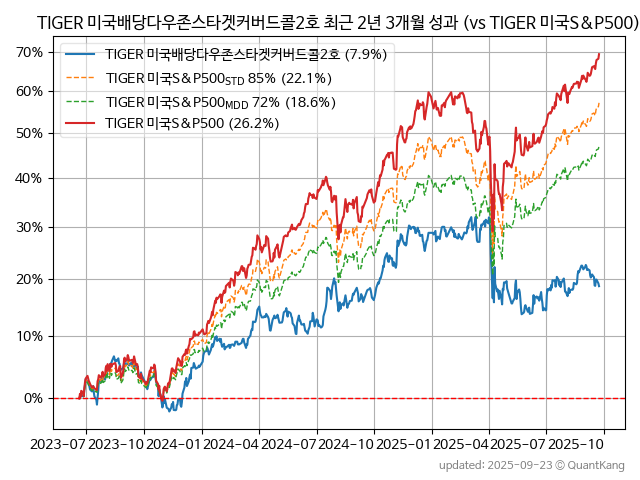 TIGER 미국배당다우존스타겟커버드콜2호 최근 2년 3개월 성과 (vs TIGER 미국S&P500)
TIGER 미국배당다우존스타겟커버드콜2호 (7.9%)
TIGER 미국S&P500STD 85% (22.1%)
TIGER 미국S&P500MDD 72% (18.6%)
TIGER 미국S&P500 (26.2%)
70%
60%
50%
40%
30%
20%
10%
0%
2023-07 2023-10 2024-01 2024-04 2024-07 2024-10 2025-01 2025-04 2025-07 2025-10
updated: 2025-09-23 © QuantKang